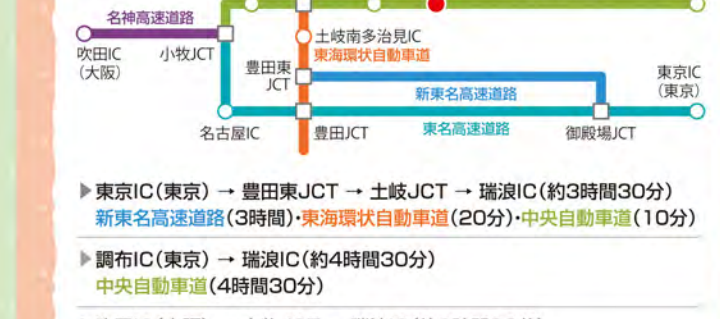 名神高速道路
吹田IC
(大阪)
小牧JCT
土岐南多治見IC
東海環状自動車道
豊田東
JCT
新東名高速道路
東京IC
(東京)
名古屋IC
豊田JCT
東名高速道路
御殿場JCT
▶東京IC(東京) → 豊田東JCT → 土岐JCT → 瑞浪IC(約3時間30分)
新東名高速道路(3時間)・東海環状自動車道(20分)・中央自動車道(10分)
▶調布IC(東京) → 瑞浪IC(約4時間30分)
中央自動車道(4時間30分)